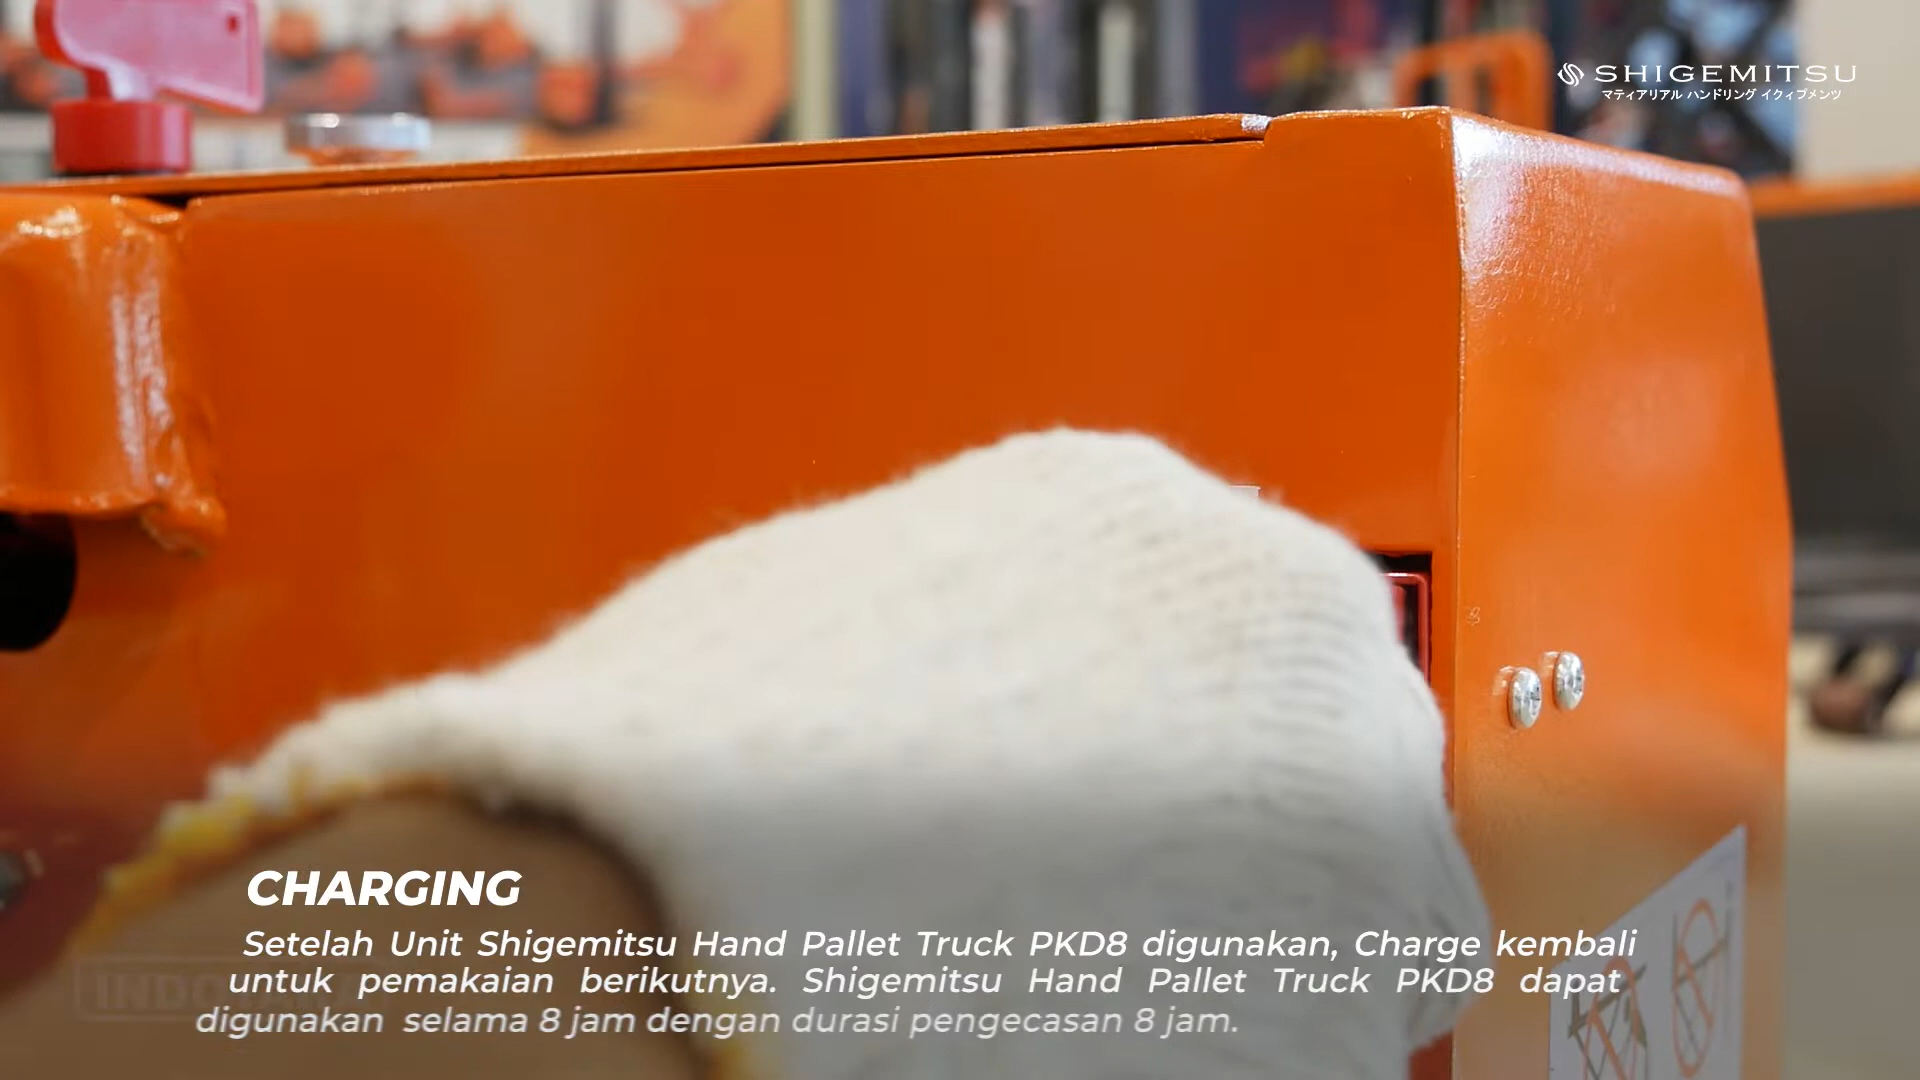 SHIGEMITSU
マティアリアル ハンドリング イクィプメンツ
CHARGING
Setelah Unit Shigemitsu Hand Pallet Truck PKD8 digunakan, Charge kembali
untuk pemakaian berikutnya. Shigemitsu Hand Pallet Truck PKD8 dapat
digunakan selama 8 jam dengan durasi pengecasan 8 jam.